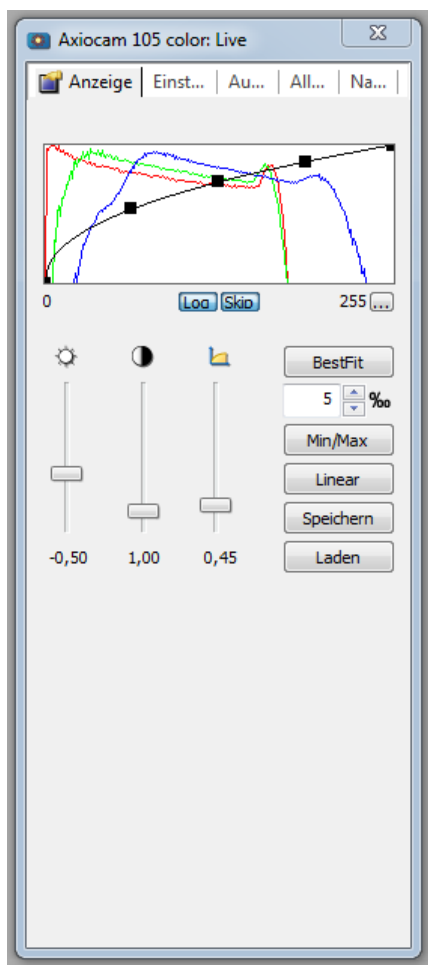 Axiocam 105 color: Live
Anzeige Einst... Au... All... Na...
0 Log Skip 255 ...
BestFit
5 ‰
Min/Max
Linear
Speichern
-0,50 1,00 0,45 Laden